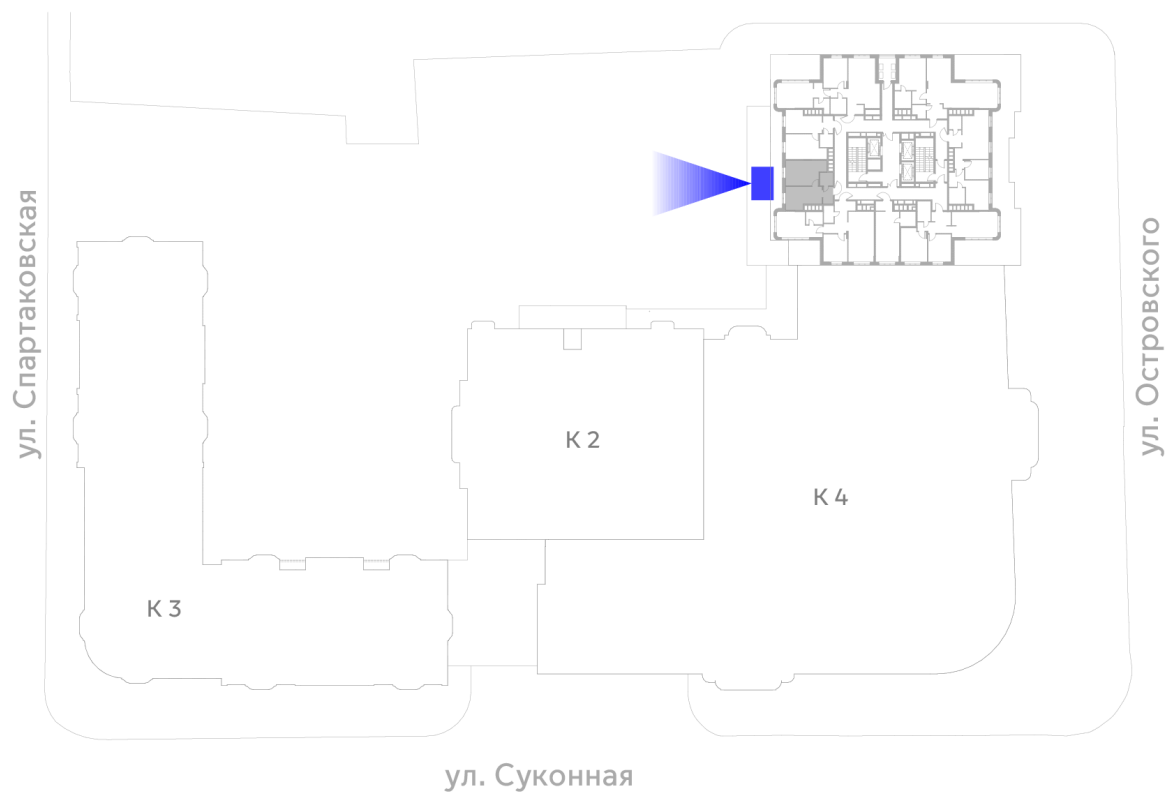 ул. Спартаковская
ул. Островского
К 2
К 4
К 3
ул. Суконная